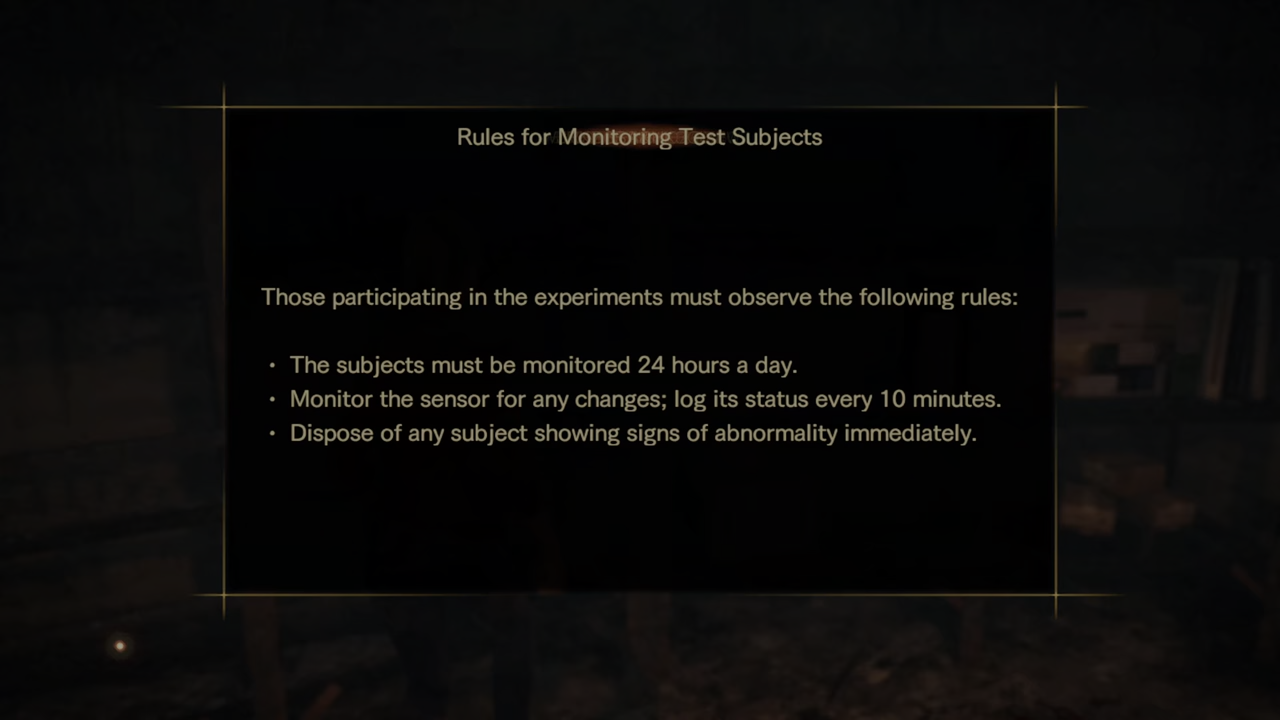 Rules for Monitoring Test Subjects
Those participating in the experiments must observe the following rules:
・ The subjects must be monitored 24 hours a day.
・ Monitor the sensor for any changes; log its status every 10 minutes.
・ Dispose of any subject showing signs of abnormality immediately.